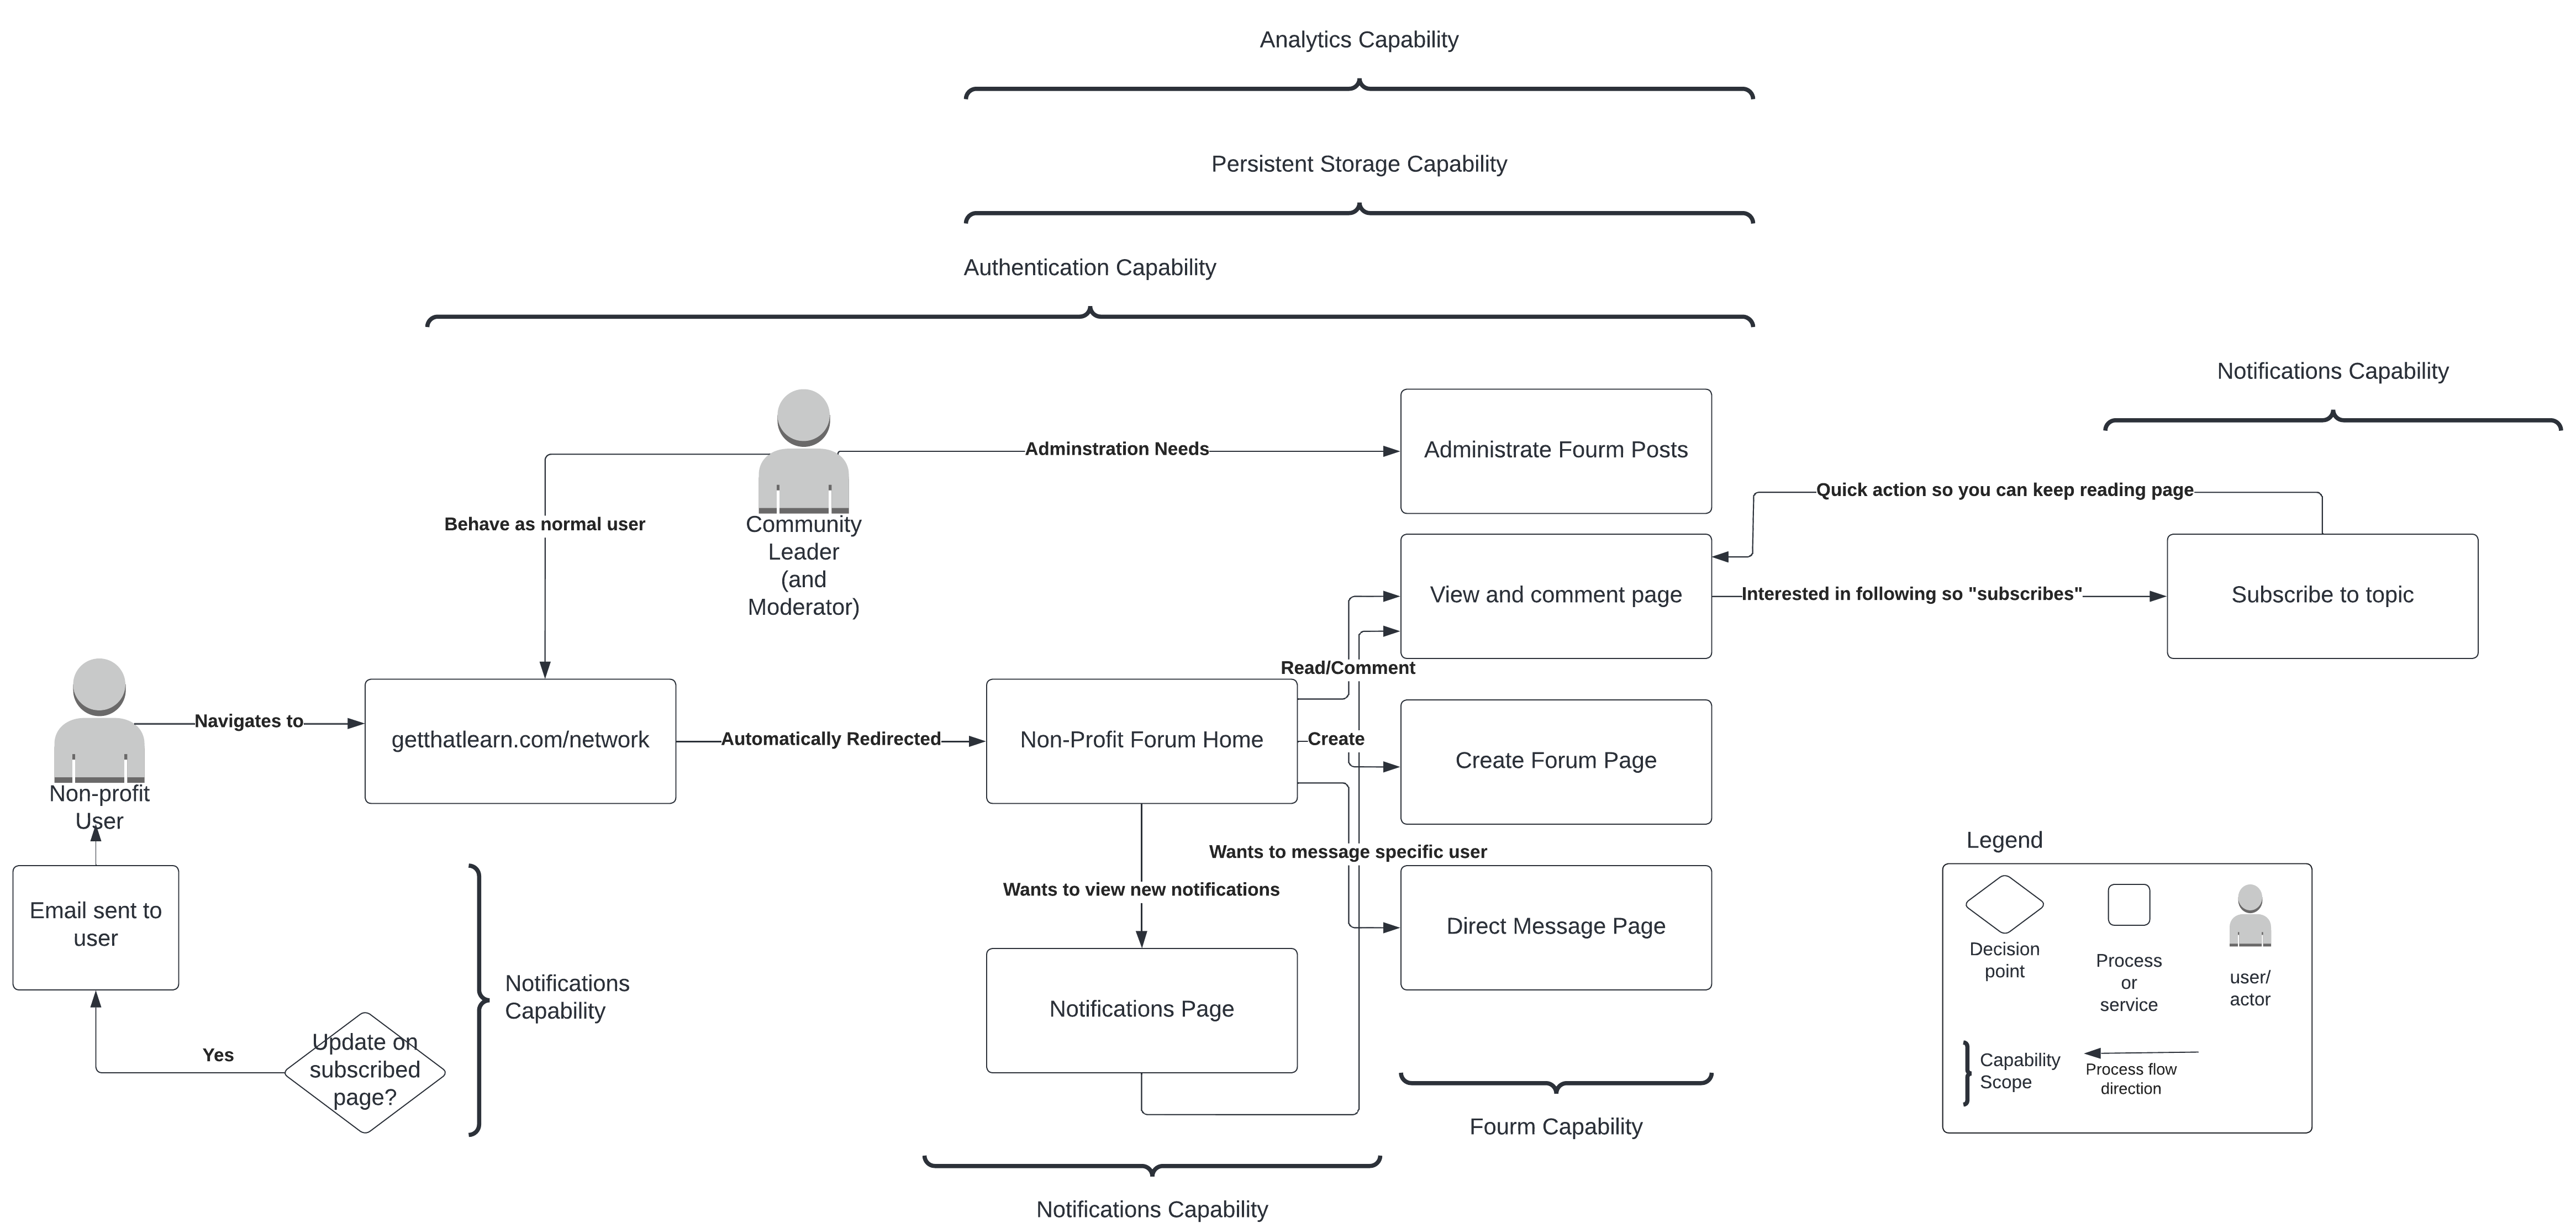 Analytics Capability
Persistent Storage Capability
Authentication Capability
Notifications Capability
Adminstration Needs
Administrate Fourm Posts
Quick action so you can keep reading page
Behave as normal user
Community
Leader
(and
Moderator)
View and comment page
Interested in following so "subscribes"
Subscribe to topic
Read/Comment
Navigates to
getthatlearn.com/network
Automatically Redirected
Non-Profit Forum Home
Create
Create Forum Page
Non-profit
User
Wants to message specific user
Wants to view new notifications
Direct Message Page
Email sent to
user
Notifications
Capability
Notifications Page
Yes
Update on
subscribed
page?
Fourm Capability
Notifications Capability
Legend
Decision
point
Process
or
service
user/
actor
Capability
Scope
Process flow
direction